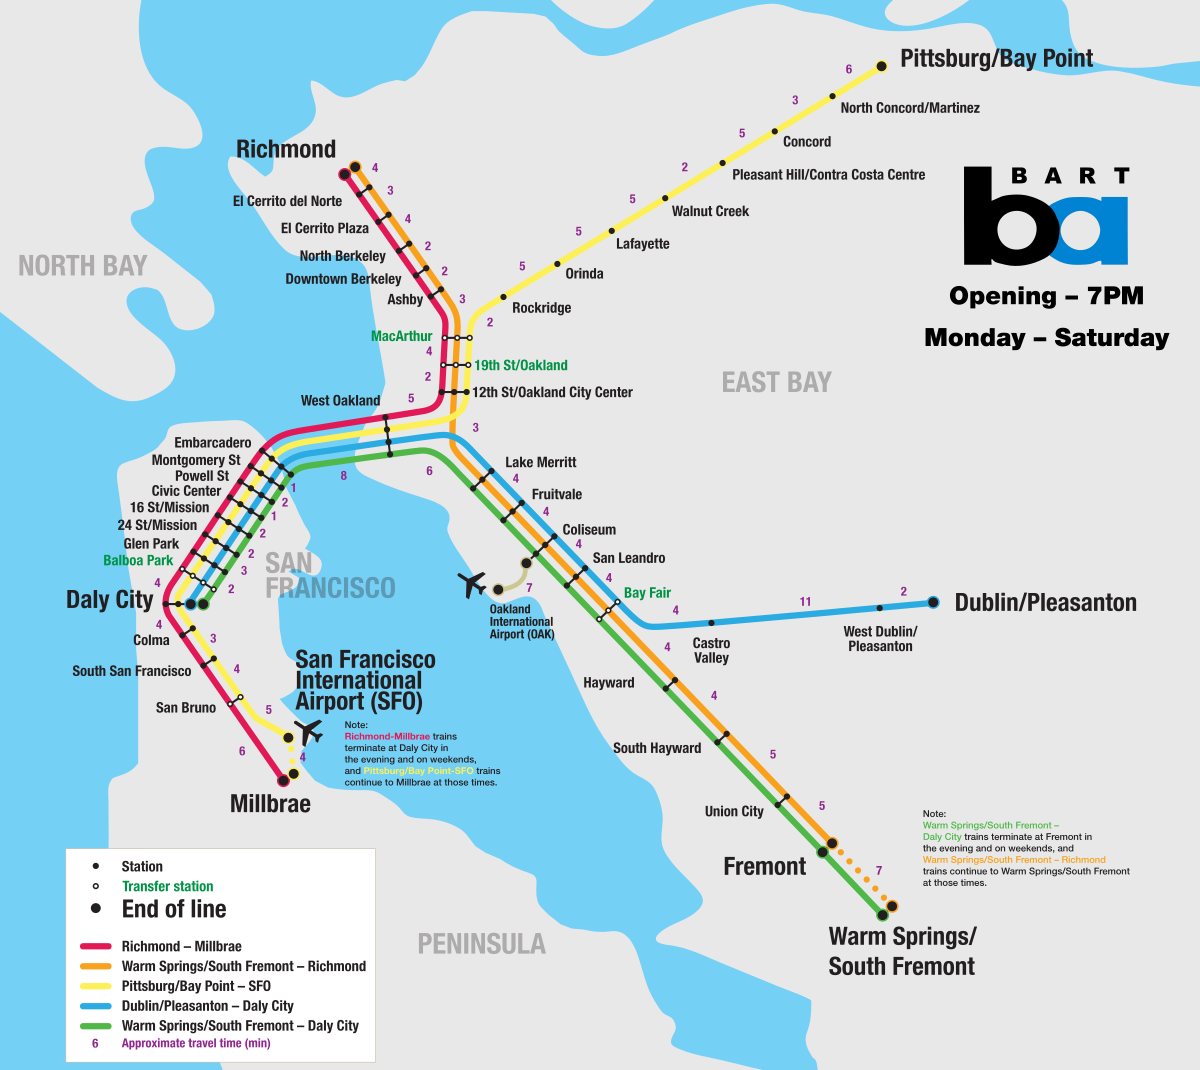 Pittsburg/Bay Point
6
North Concord/Martinez
3
Concord
5
Pleasant Hill/Contra Costa Centre
2
Walnut Creek
5
Lafayette
5
Orinda
5
Rockridge
2
BART
ba
Opening – 7PM
Monday – Saturday
Richmond
4
El Cerrito del Norte
3
El Cerrito Plaza
4
North Berkeley
2
Downtown Berkeley
2
Ashby
3
MacArthur
4
19th St/Oakland
2
12th St/Oakland City Center
NORTH BAY
EAST BAY
West Oakland
5
3
8
6
Embarcadero
Montgomery St
Powell St
Civic Center
16 St/Mission
24 St/Mission
Glen Park
Balboa Park
Daly City
1
2
1
2
2
3
2
4
SAN
FRANCISCO
Lake Merritt
4
Fruitvale
4
Coliseum
4
San Leandro
4
Bay Fair
7
Oakland
International
Airport (OAK)
4
Castro
Valley
11
West Dublin/
Pleasanton
2
Dublin/Pleasanton
4
Colma
3
South San Francisco
4
San Bruno
5
6
4
San Francisco
International
Airport (SFO)
Millbrae
Note:
Richmond-Millbrae trains
terminate at Daly City in
the evening and on weekends,
and Pittsburg/Bay Point-SFO trains
continue to Millbrae at those times.
4
Hayward
4
South Hayward
5
Union City
5
Fremont
7
Warm Springs/
South Fremont
Note:
Warm Springs/South Fremont –
Daly City trains terminate at Fremont in
the evening and on weekends, and
Warm Springs/South Fremont – Richmond
trains continue to Warm Springs/South Fremont
at those times.
PENINSULA
Station
Transfer station
End of line
Richmond – Millbrae
Warm Springs/South Fremont – Richmond
Pittsburg/Bay Point – SFO
Dublin/Pleasanton – Daly City
Warm Springs/South Fremont – Daly City
6 Approximate travel time (min)